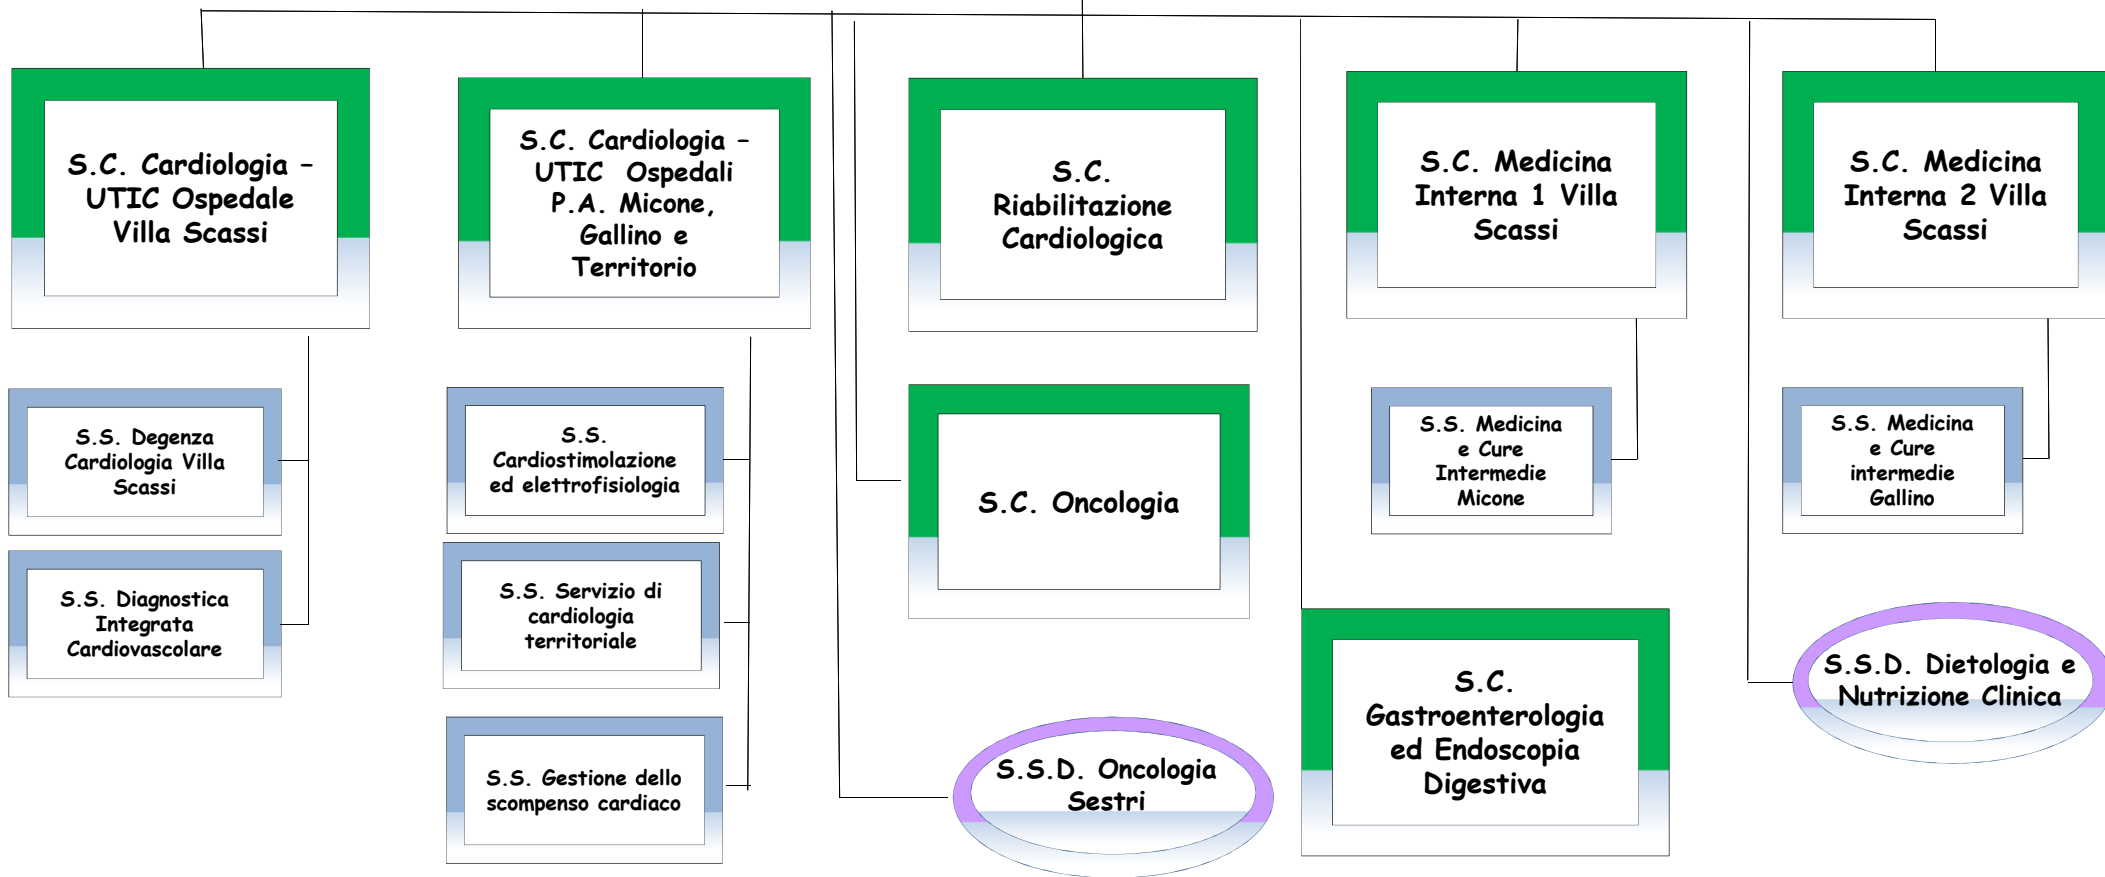 S.C. Cardiologia –
UTIC Ospedale
Villa Scassi
S.C. Cardiologia –
UTIC Ospedali
P.A. Micone,
Gallino e
Territorio
S.C.
Riabilitazione
Cardiologica
S.C. Medicina
Interna 1 Villa
Scassi
S.C. Medicina
Interna 2 Villa
Scassi
S.S. Degenza
Cardiologia Villa
Scassi
S.S.
Cardiostimolazione
ed elettrofisiologia
S.C. Oncologia
S.S. Medicina
e Cure
Intermedie
Micone
S.S. Medicina
e Cure
intermedie
Gallino
S.S. Diagnostica
Integrata
Cardiovascolare
S.S. Servizio di
cardiologia
territoriale
S.C.
Gastroenterologia
ed Endoscopia
Digestiva
S.S.D. Dietologia e
Nutrizione Clinica
S.S. Gestione dello
scompenso cardiaco
S.S.D. Oncologia
Sestri